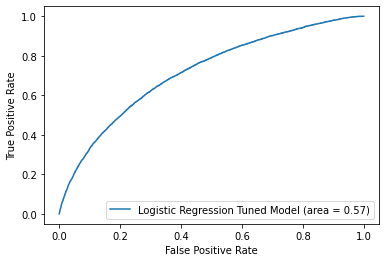 1.0
0.8
0.6
0.4
0.2
0.0
True Positive Rate
Logistic Regression Tuned Model (area = 0.57)
0.0 0.2 0.4 0.6 0.8 1.0
False Positive Rate